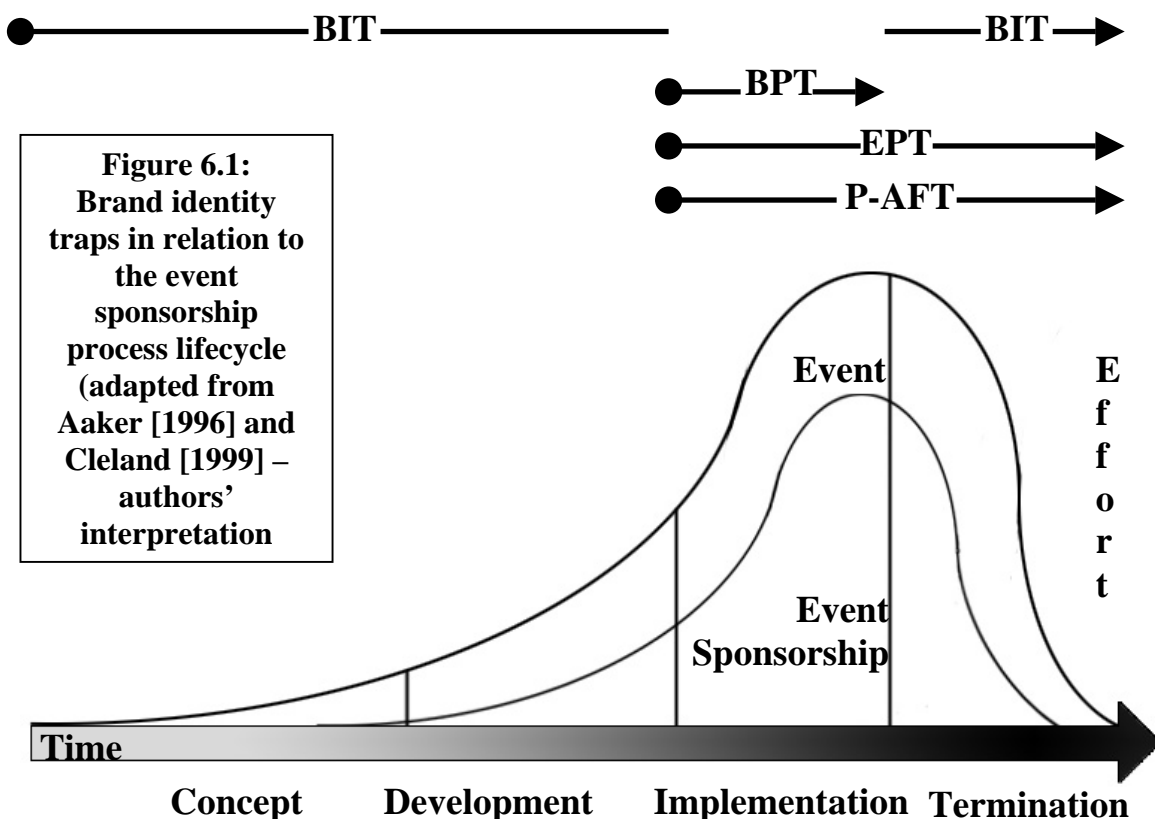 BIT BIT
BPT
EPT
P-AFT
Figure 6.1:
Brand identity
traps in relation to
the event
sponsorship
process lifecycle
(adapted from
Aaker [1996] and
Cleland [1999] –
authors’
interpretation
Event
Event
Sponsorship
Effort
Time
Concept Development Implementation Termination